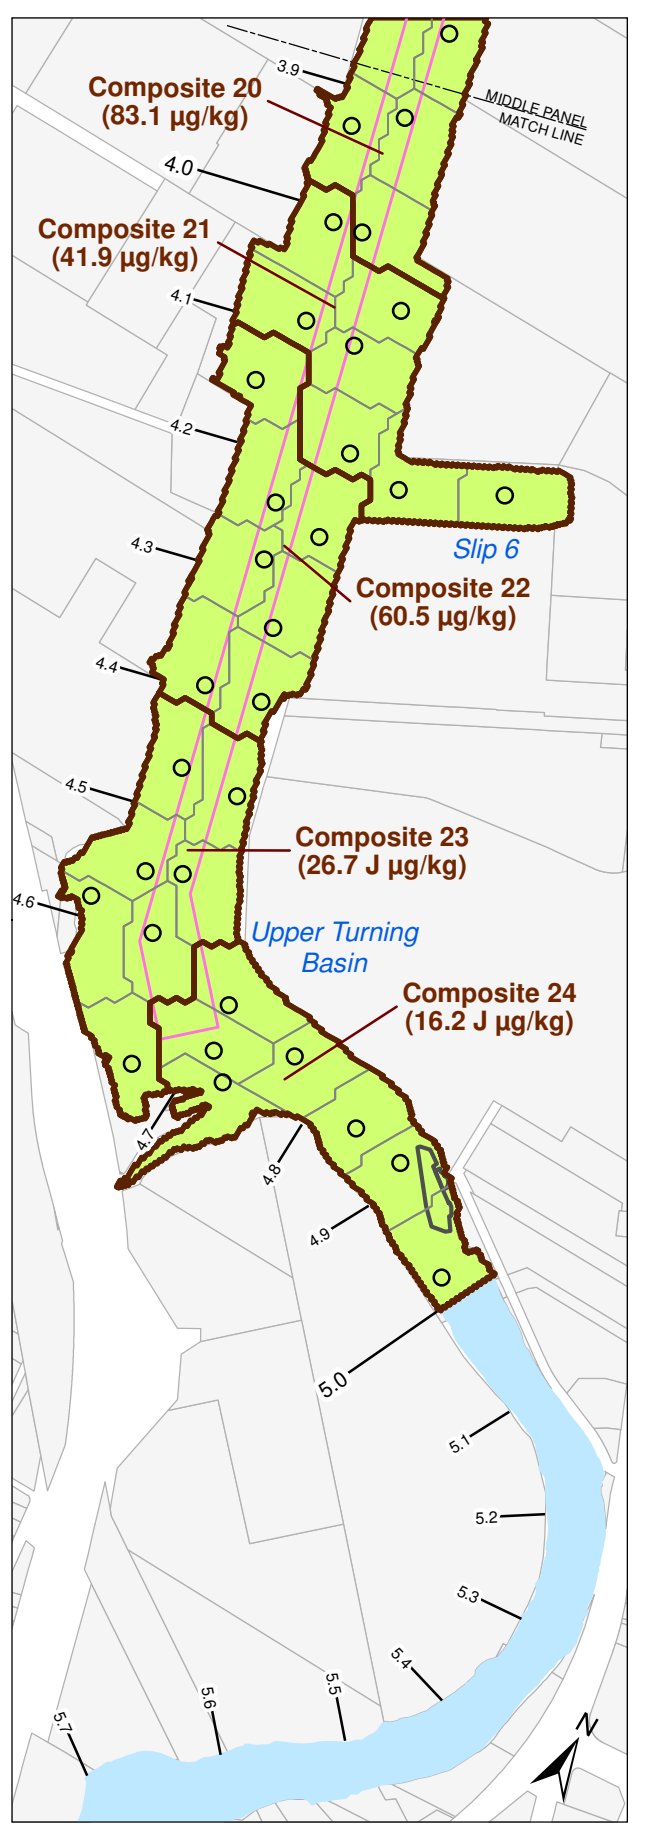 3.9
MIDDLE PANEL
MATCH LINE
Composite 20
(83.1 µg/kg)
4.0
Composite 21
(41.9 µg/kg)
4.1
4.2
4.3
Slip 6
Composite 22
(60.5 µg/kg)
4.4
4.5
Composite 23
(26.7 J µg/kg)
4.6
Upper Turning
Basin
Composite 24
(16.2 J µg/kg)
4.7
4.8
4.9
5.0
5.1
5.2
5.3
5.4
5.5
5.6
5.7
N